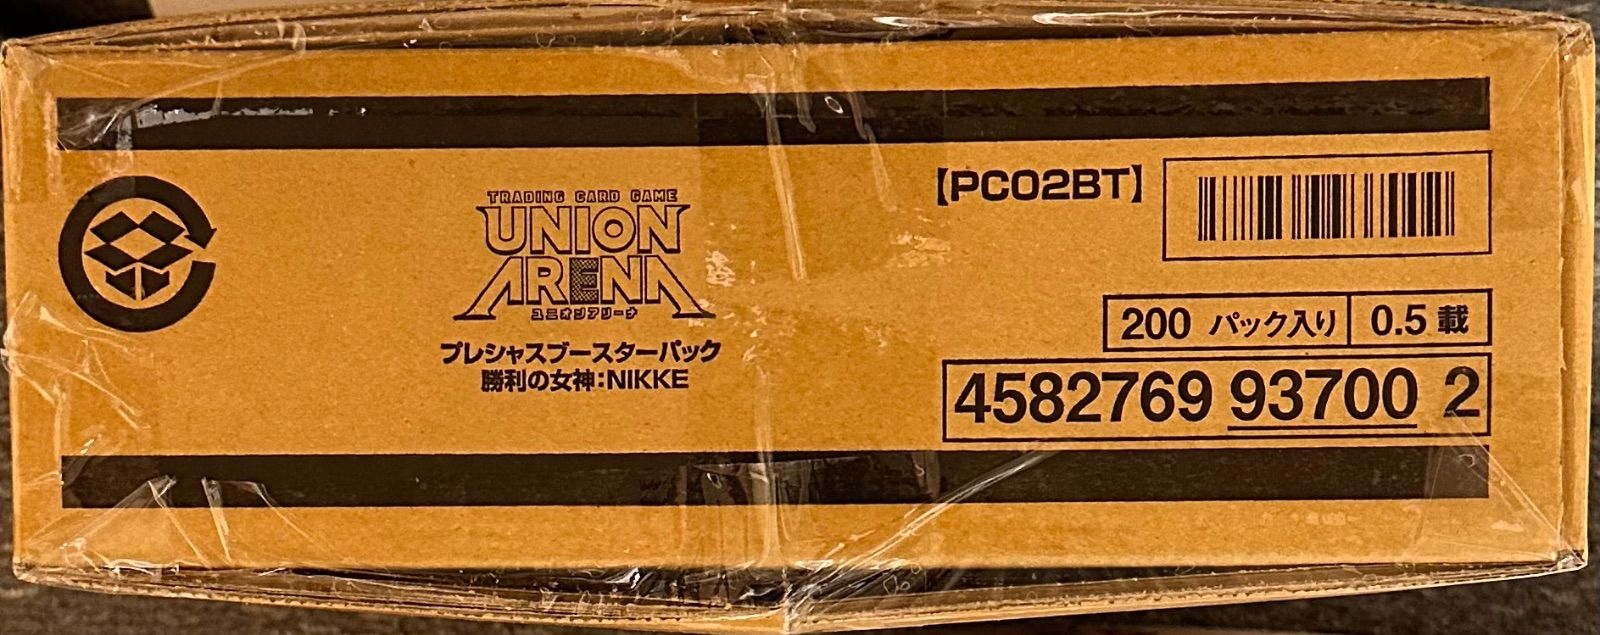 TRADING CARD GAME
UNION
ARENA
ユニオンアリーナ
プレシャスブースターパック
勝利の女神：NIKKE
【PC02BT】
200 パック入り 0.5 載
4582769 93700 2